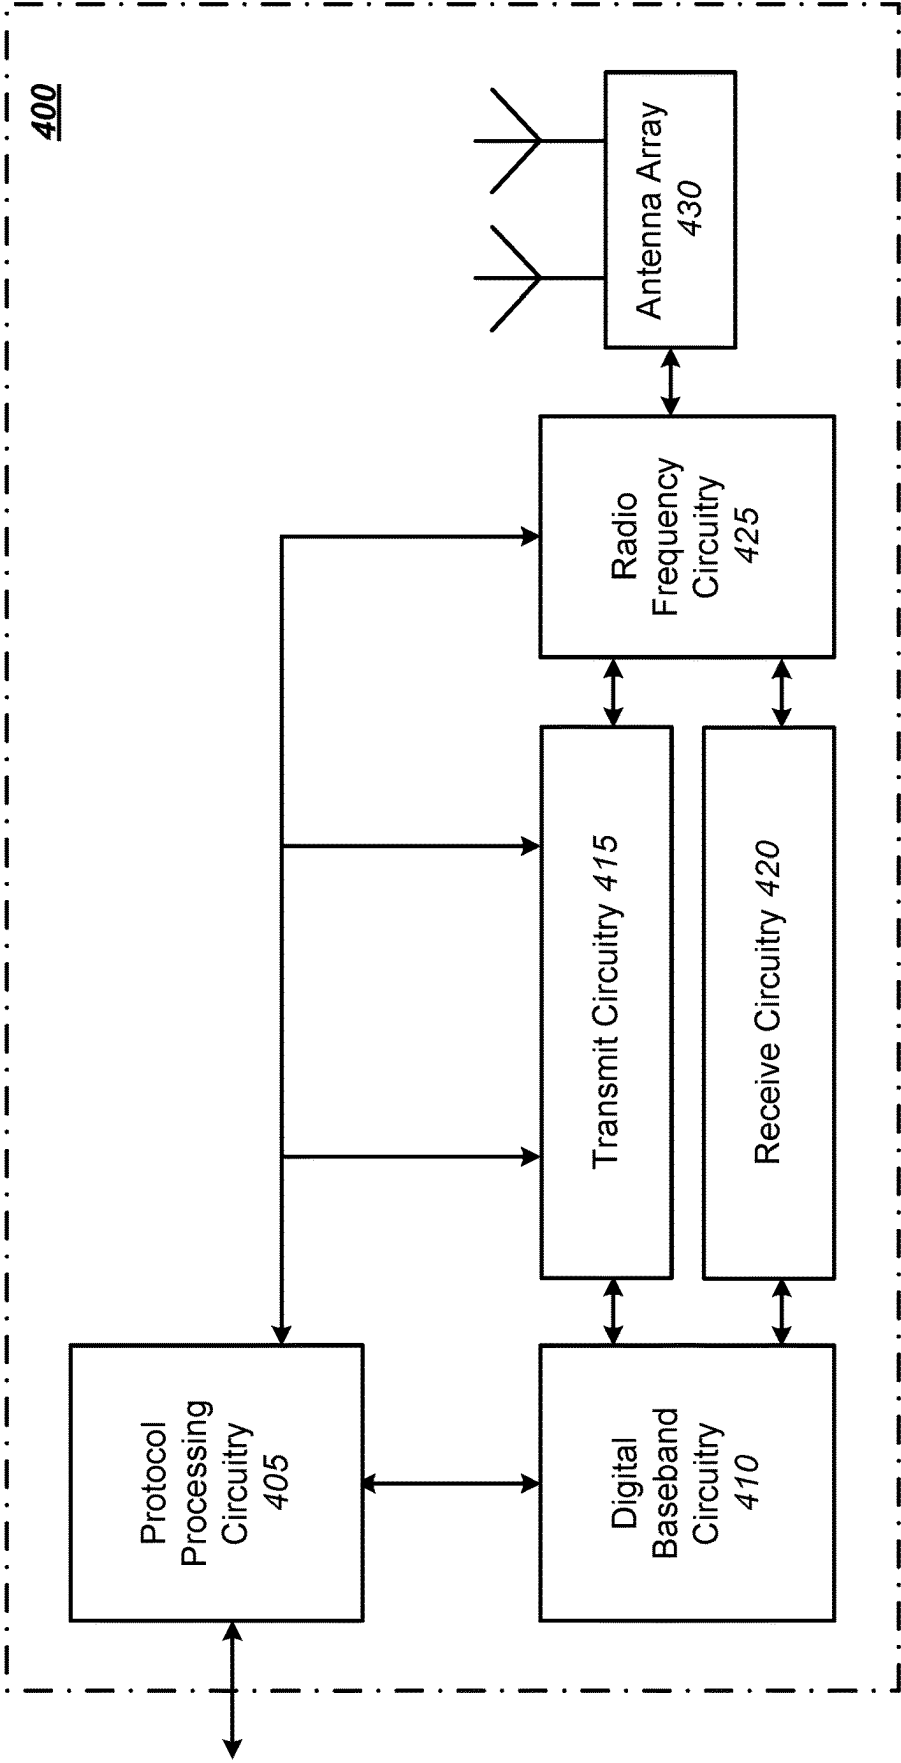 400
Protocol
Processing
Circuitry
405
Digital
Baseband
Circuitry
410
Transmit Circuitry 415
Receive Circuitry 420
Radio
Frequency
Circuitry
425
Antenna Array
430